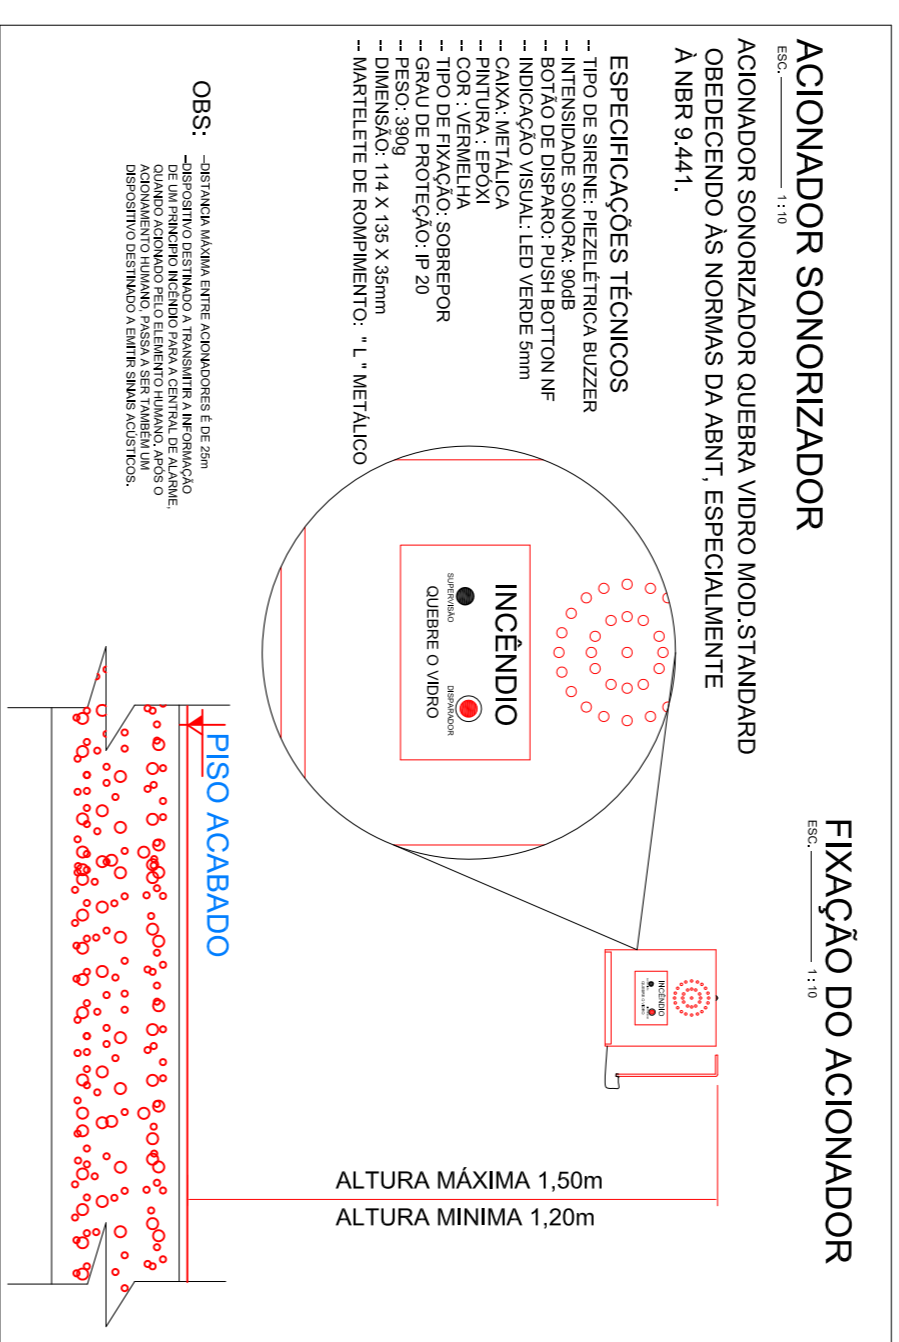 ACIONADOR SONORIZADOR
ESC. 1:10
ACIONADOR SONORIZADOR QUEBRA VIDRO MOD.STANDARD
OBEDECENDO ÀS NORMAS DA ABNT, ESPECIALMENTE
À NBR 9.441.
ESPECIFICAÇÕES TÉCNICOS
-- TIPO DE SIRENE: PIEZELÉTRICA BUZZER
-- INTENSIDADE SONORA: 90dB
-- BOTÃO DE DISPARO: PUSH BOTTON NF
-- INDICAÇÃO VISUAL: LED VERDE 5mm
-- CAIXA: METÁLICA
-- PINTURA : EPÓXI
-- COR : VERMELHA
-- TIPO DE FIXAÇÃO: SOBREPOR
-- GRAU DE PROTEÇÃO: IP 20
-- PESO: 390g
-- DIMENSÃO: 114 X 135 X 35mm
-- MARTELETE DE ROMPIMENTO: " L " METÁLICO
OBS: –DISTANCIA MÁXIMA ENTRE ACIONADORES É DE 25m
–DISPOSITIVO DESTINADO A TRANSMITIR A INFORMAÇÃO
DE UM PRINCIPIO INCÊNDIO PARA A CENTRAL DE ALARME,
QUANDO ACIONADO PELO ELEMENTO HUMANO. APÓS O
ACIONAMENTO HUMANO, PASSA A SER TAMBÉM UM
DISPOSITIVO DESTINADO A EMITIR SINAIS ACÚSTICOS.
INCÊNDIO
SUPERVISÃO DISPARADOR
QUEBRE O VIDRO
FIXAÇÃO DO ACIONADOR
ESC. 1:10
INCÊNDIO
QUEBRE O VIDRO
ALTURA MÁXIMA 1,50m
ALTURA MINIMA 1,20m
PISO ACABADO